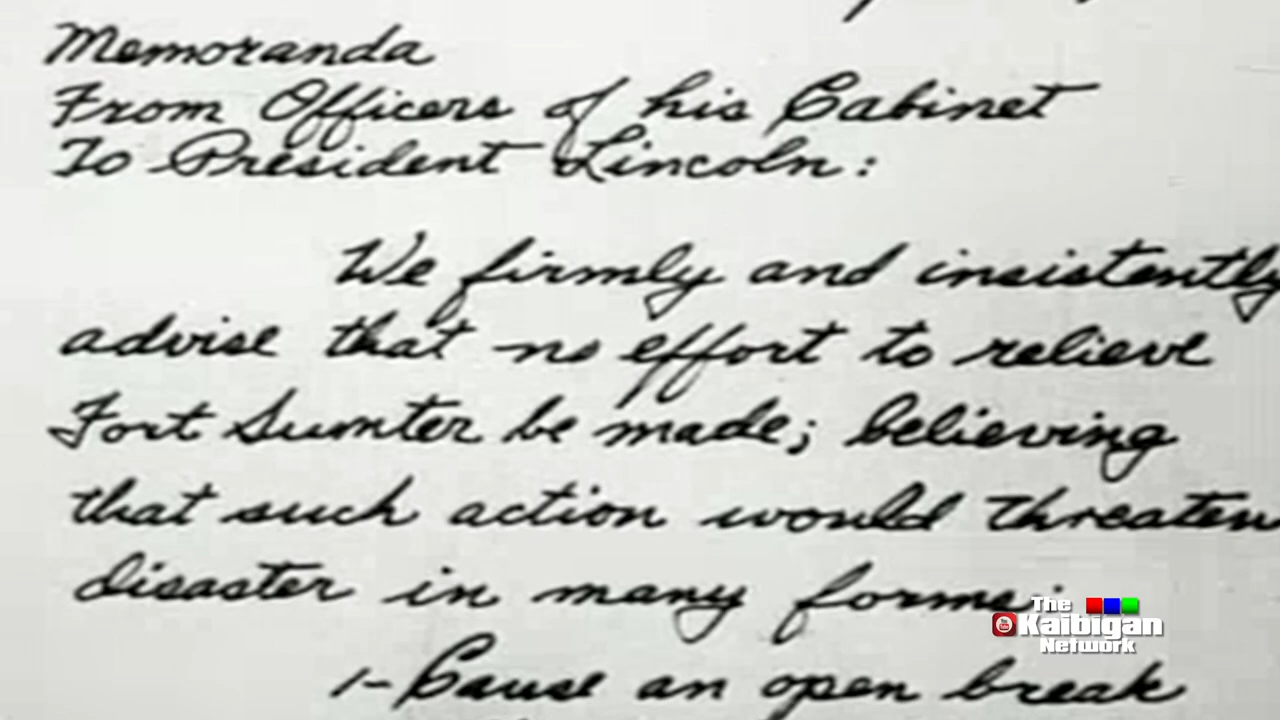 Memoranda
From Officers of his Cabinet
To President Lincoln:
We firmly and insistently
advise that no effort to relieve
Fort Sumter be made; believing
that such action would threaten
disaster in many forms:
1- Cause an open break
The
Kaibigan
Network